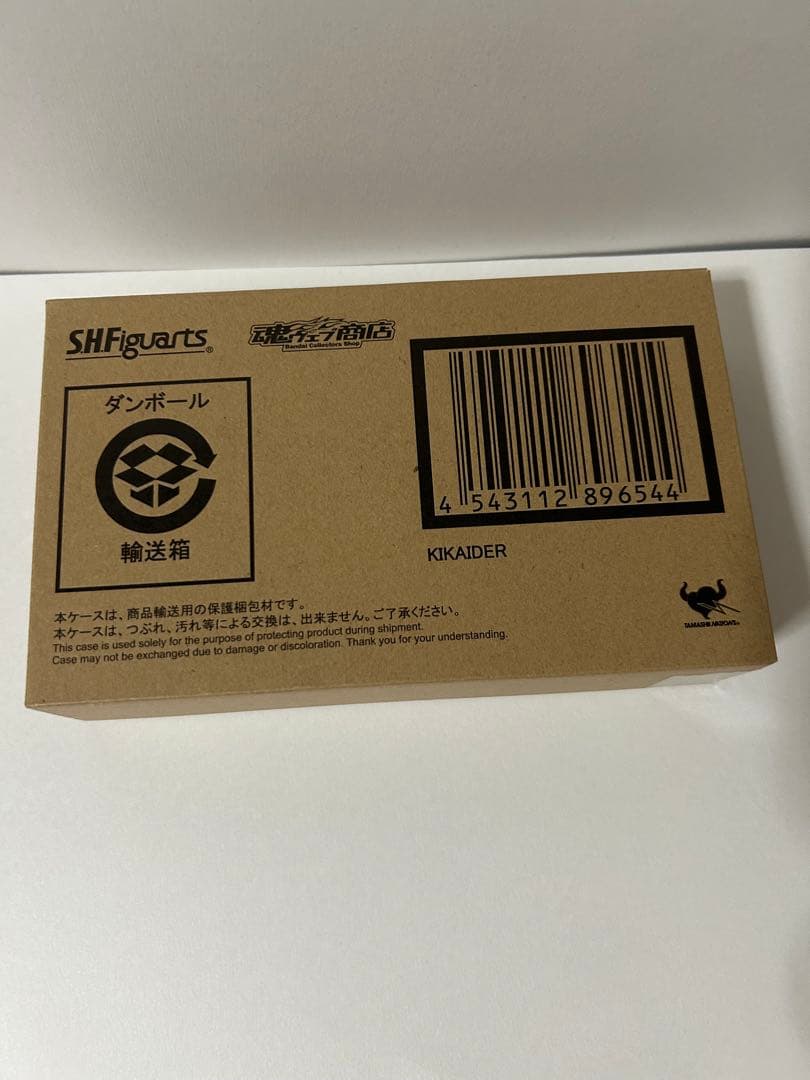 S.H.Figuarts®
魂ウェブ商店
Bandai Collectors Shop
ダンボール
輸送箱
4 543112 896544
KIKAIDER
本ケースは、商品輸送用の保護梱包材です。
本ケースは、つぶれ、汚れ等による交換は、出来ません。ご了承ください。
This case is used solely for the purpose of protecting product during shipment.
Case may not be exchanged due to damage or discoloration. Thank you for your understanding.
TAMASHII NATIONS®